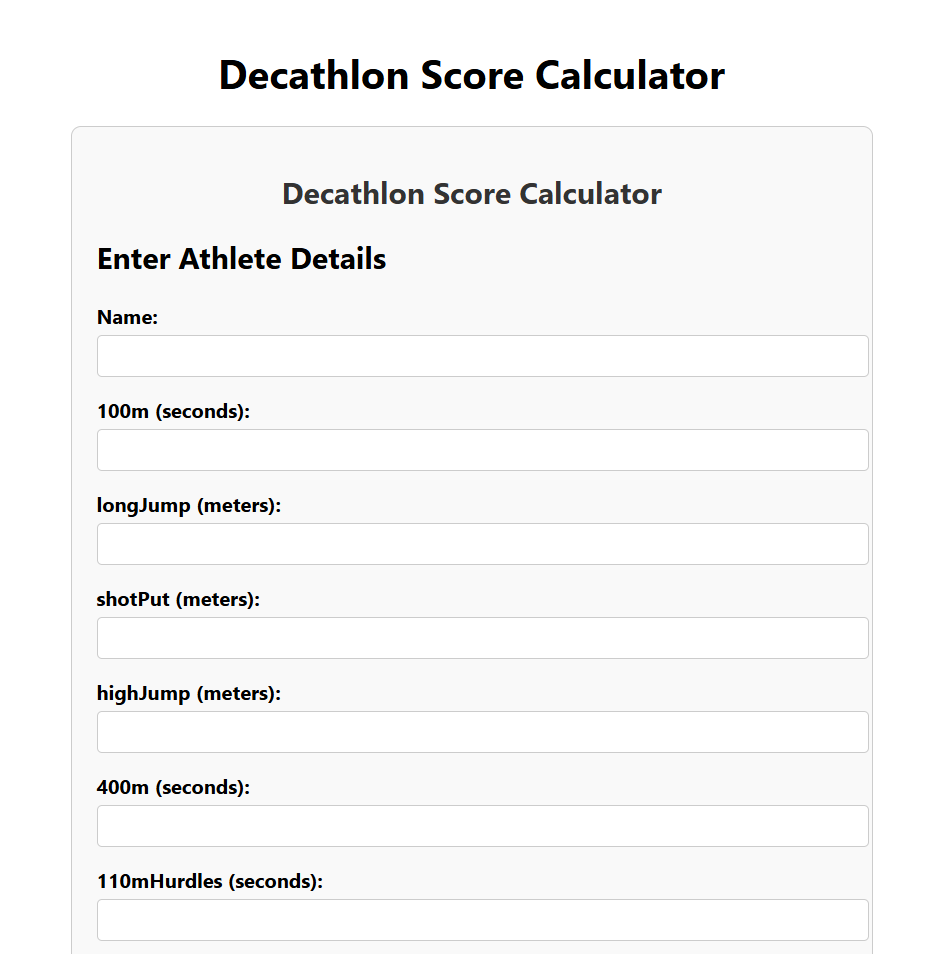 Decathlon Score Calculator
Decathlon Score Calculator
Enter Athlete Details
Name:
100m (seconds):
longJump (meters):
shotPut (meters):
highJump (meters):
400m (seconds):
110mHurdles (seconds):